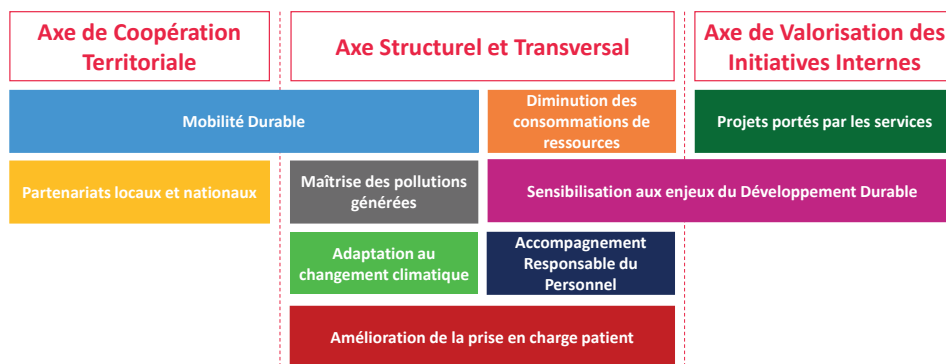 Axe de Coopération
Territoriale
Axe Structurel et Transversal
Axe de Valorisation des
Initiatives Internes
Mobilité Durable
Diminution des
consommations de
ressources
Projets portés par les services
Partenariats locaux et nationaux
Maîtrise des pollutions
générées
Sensibilisation aux enjeux du Développement Durable
Adaptation au
changement climatique
Accompagnement
Responsable du
Personnel
Amélioration de la prise en charge patient